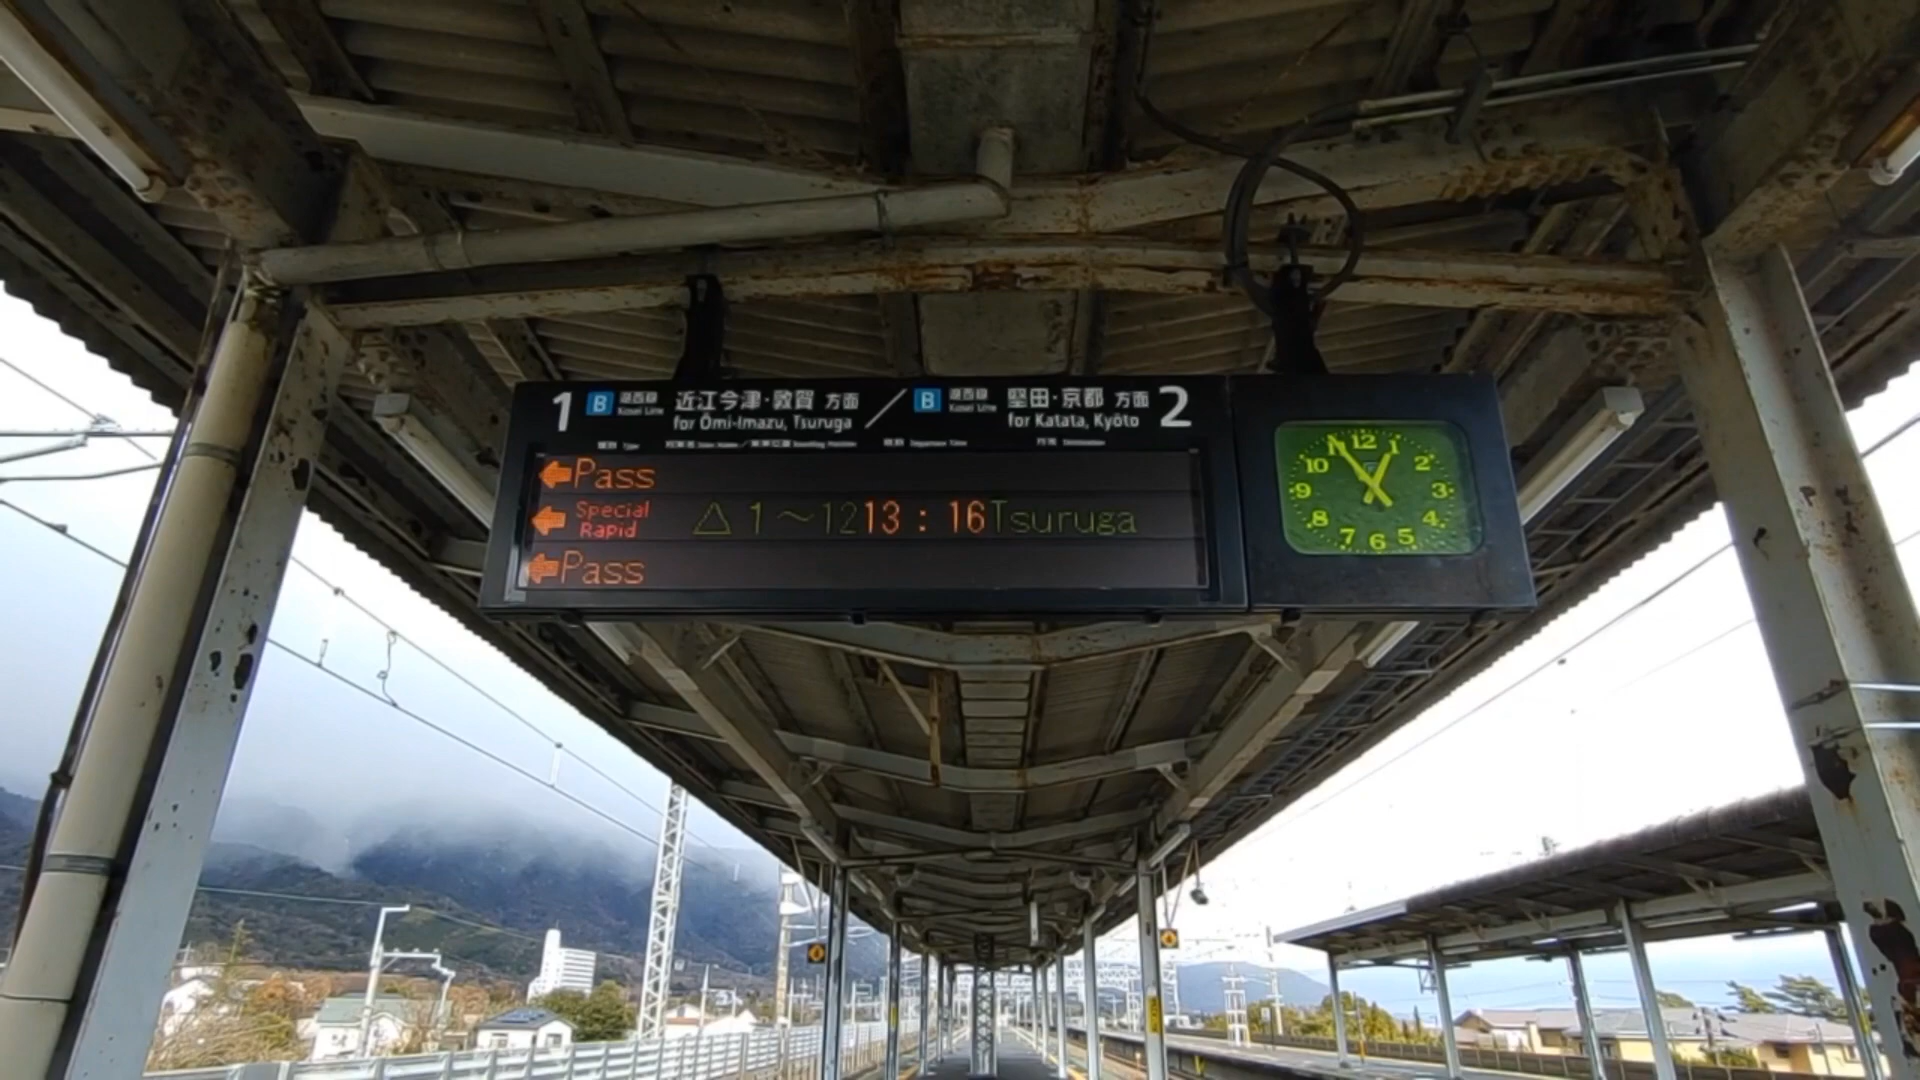 1 B 湖西線 近江今津・敦賀 方面 / B 湖西線 堅田・京都 方面 2
Kosei Line for Ōmi-Imazu, Tsuruga Kosei Line for Katata, Kyōto
←Pass
←Special Rapid △1～12 13:16 Tsuruga
←Pass
12
11 1
10 2
9 3
8 4
7 6 5